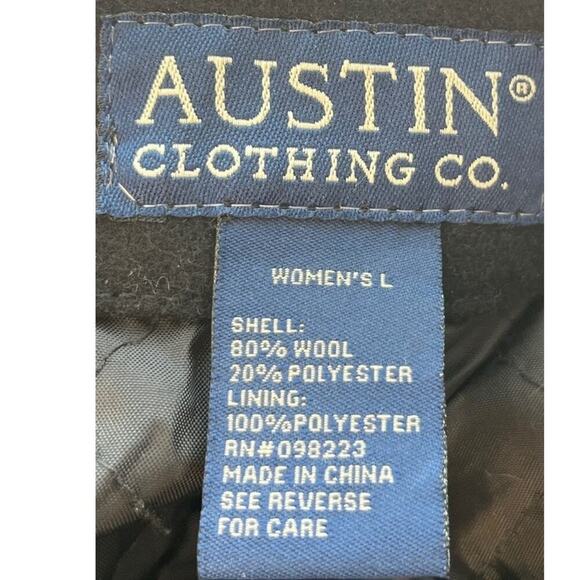 AUSTIN®
CLOTHING CO.
WOMEN'S L
SHELL:
80% WOOL
20% POLYESTER
LINING:
100%POLYESTER
RN#098223
MADE IN CHINA
SEE REVERSE
FOR CARE